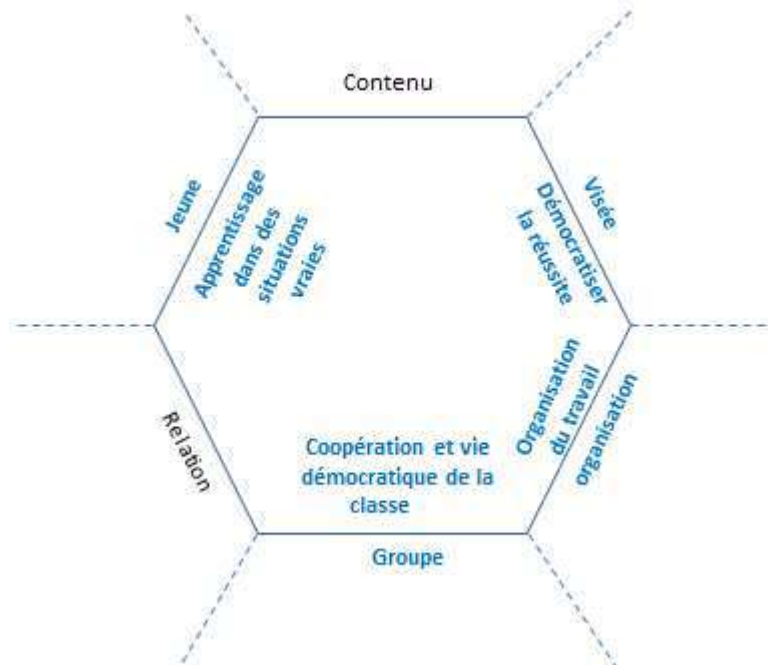 Contenu
Jeune
Apprentissage
dans des
situations
vraies
Visée
Démocratiser
la réussite
Organisation
du travail
organisation
Relation
Coopération et vie
démocratique de la
classe
Groupe